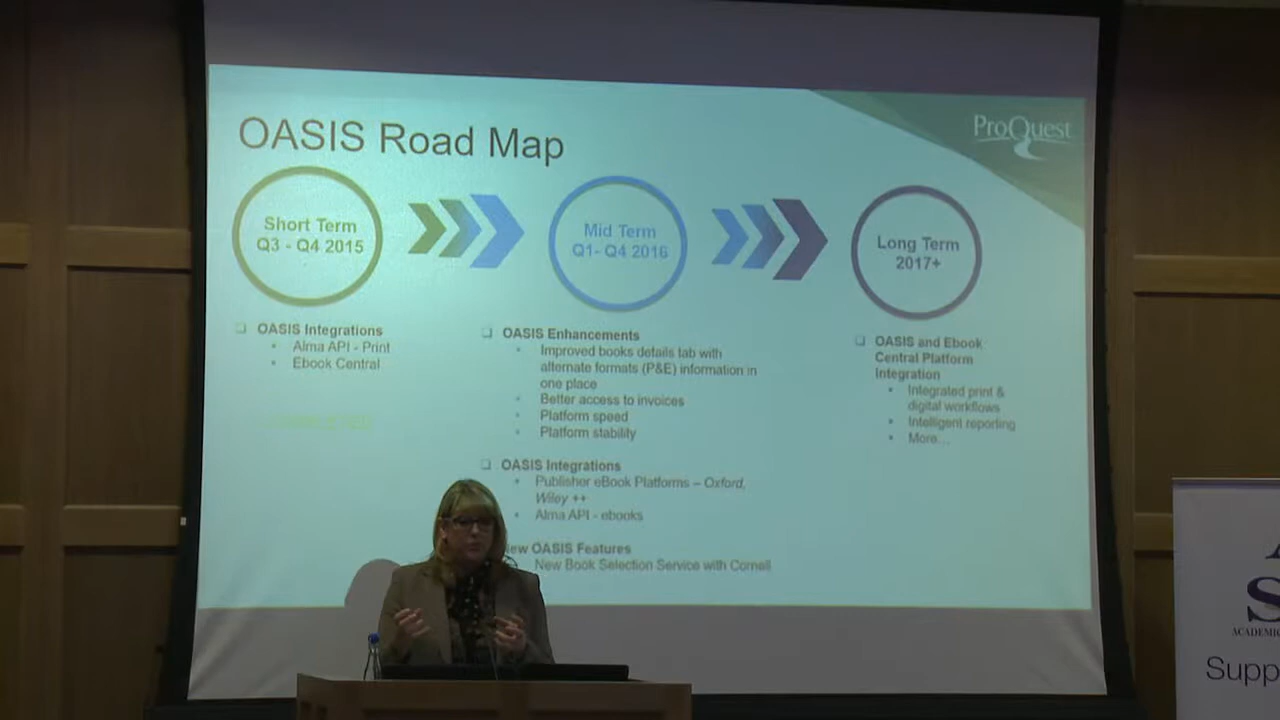 OASIS Road Map
ProQuest
Short Term
Q3 - Q4 2015
Mid Term
Q1- Q4 2016
Long Term
2017+
OASIS Integrations
Alma API - Print
Ebook Central
OASIS Enhancements
Improved books details tab with
alternate formats (P&E) information in
one place
Better access to invoices
Platform speed
Platform stability
OASIS Integrations
Publisher eBook Platforms – Oxford,
Wiley ++
Alma API - ebooks
New OASIS Features
New Book Selection Service with Cornell
OASIS and Ebook
Central Platform
Integration
Integrated print &
digital workflows
Intelligent reporting
More...
S
ACADEMIC
Supp